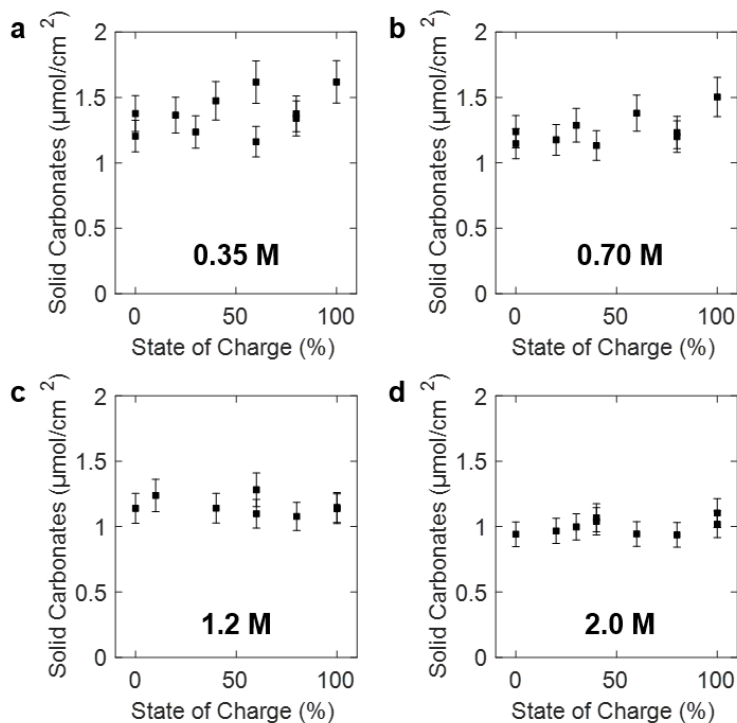 a
2
1.5
1
0.5
0
Solid Carbonates (μmol/cm ²)
0.35 M
0 50 100
State of Charge (%)
b
2
1.5
1
0.5
0
Solid Carbonates (μmol/cm ²)
0.70 M
0 50 100
State of Charge (%)
c
2
1.5
1
0.5
0
Solid Carbonates (μmol/cm ²)
1.2 M
0 50 100
State of Charge (%)
d
2
1.5
1
0.5
0
Solid Carbonates (μmol/cm ²)
2.0 M
0 50 100
State of Charge (%)